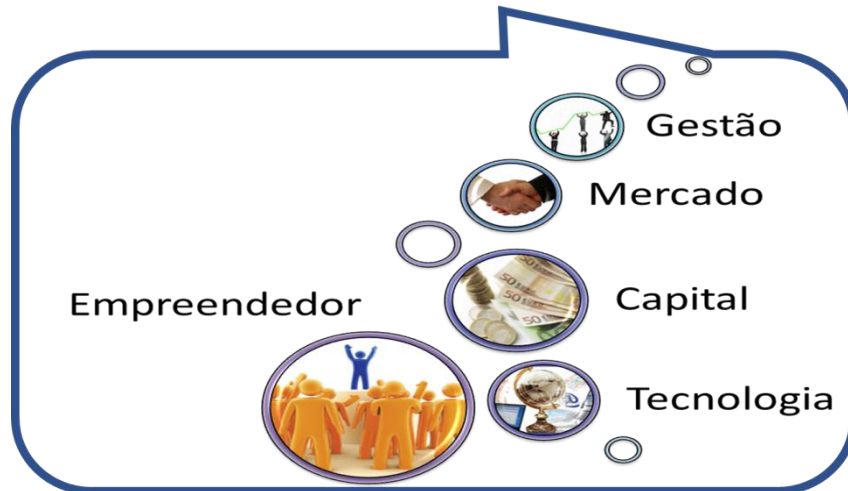 Gestão
Mercado
Capital
Empreendedor
Tecnologia